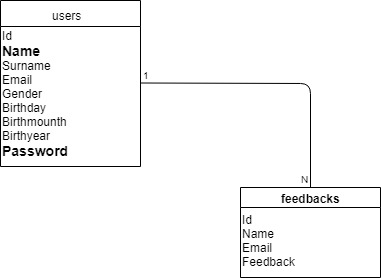 users
Id
Name
Surname
Email
Gender
Birthday
Birthmounth
Birthyear
Password
1
N
feedbacks
Id
Name
Email
Feedback